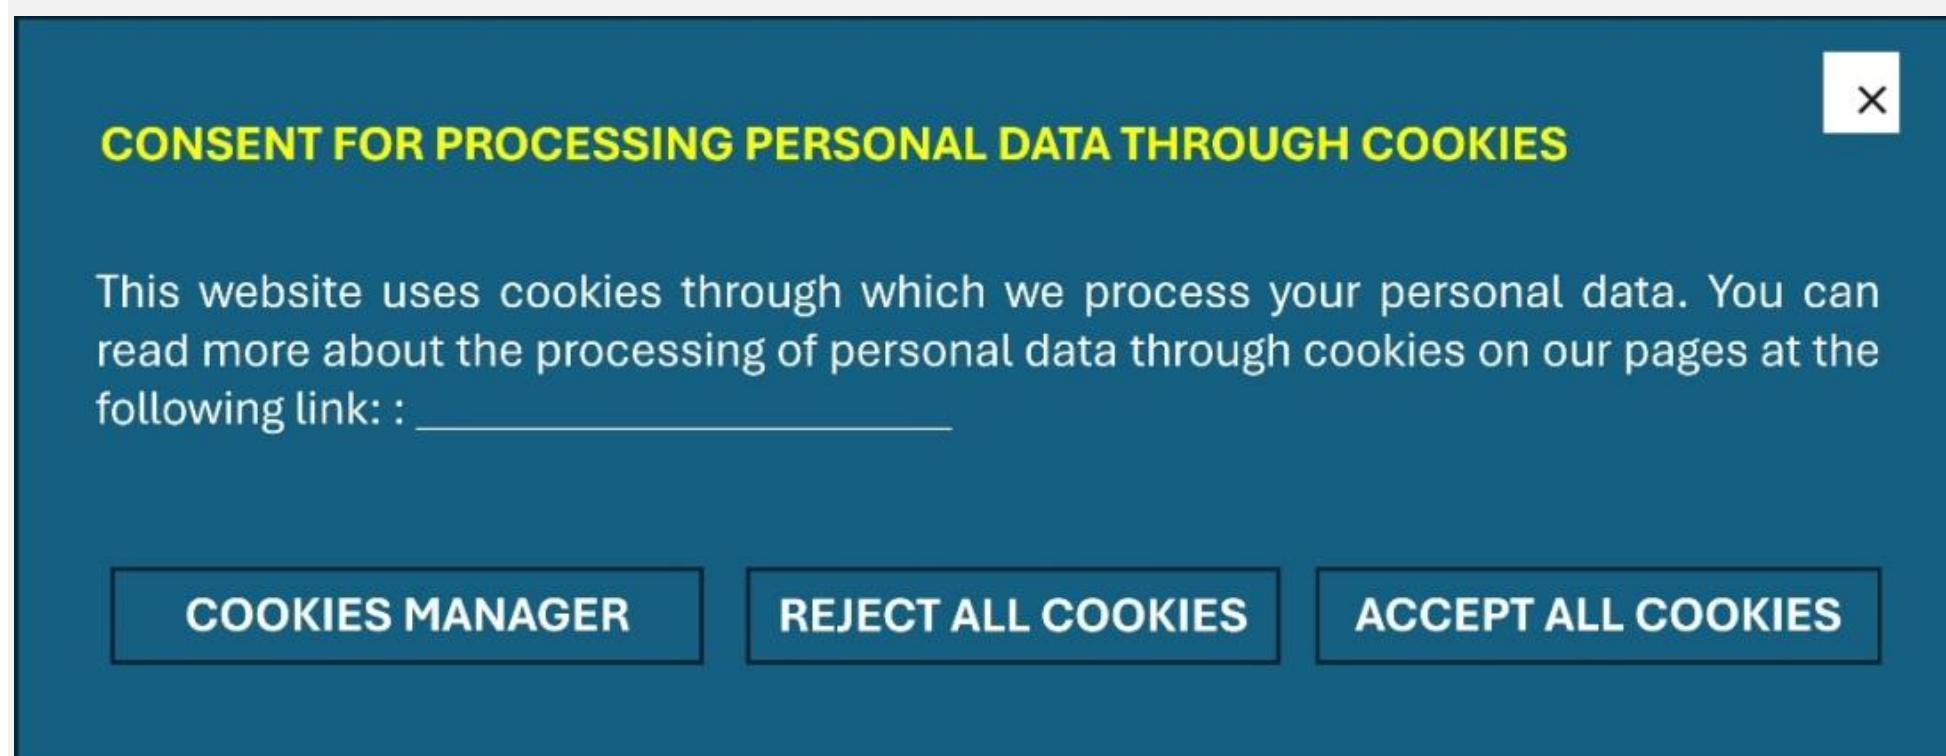 ×
CONSENT FOR PROCESSING PERSONAL DATA THROUGH COOKIES
This website uses cookies through which we process your personal data. You can
read more about the processing of personal data through cookies on our pages at the
following link: : ______________________
COOKIES MANAGER
REJECT ALL COOKIES
ACCEPT ALL COOKIES